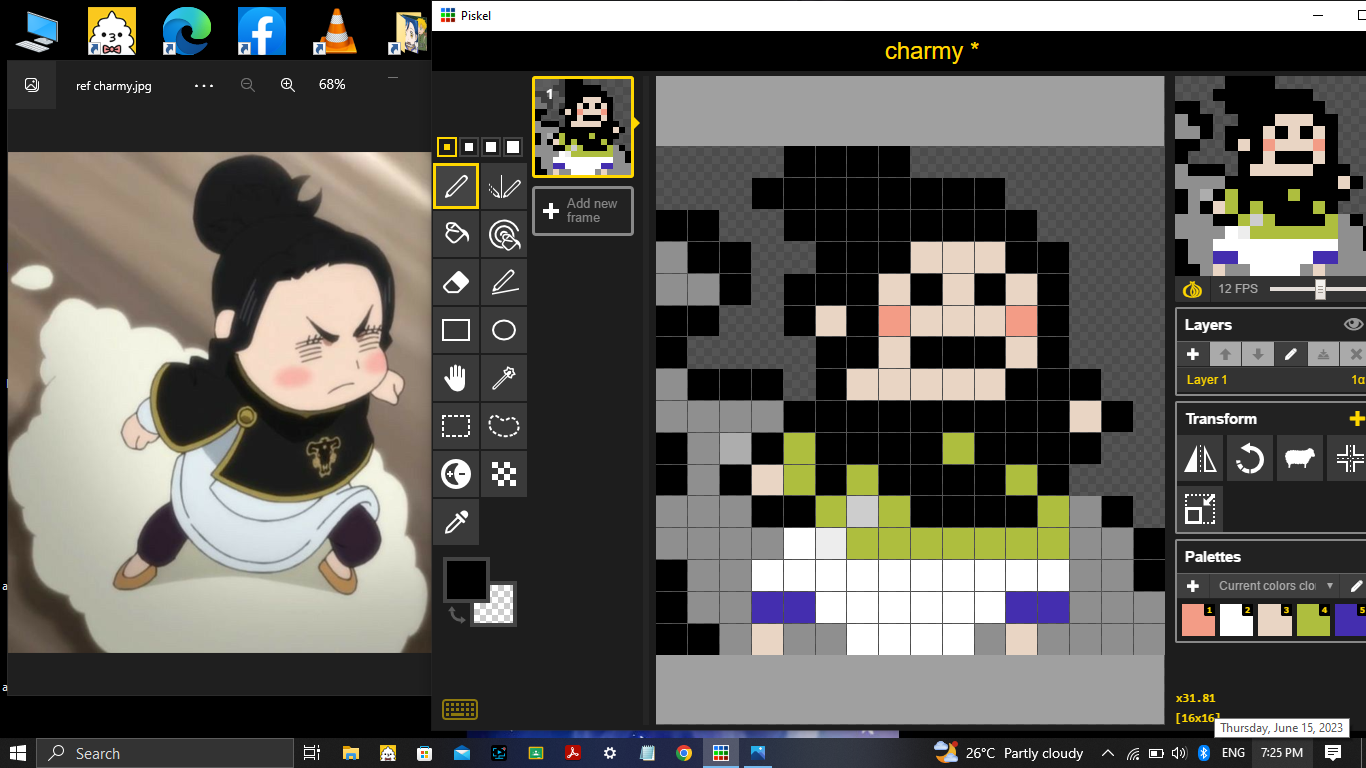 Piskel
charmy *
ref charmy.jpg
68%
1
Add new
frame
12 FPS
Layers
Layer 1
1α
Transform
Palettes
Current colors clo
1
2
3
4
5
x31.81
[16x16]
Thursday, June 15, 2023
Search
26°C Partly cloudy
ENG
7:25 PM